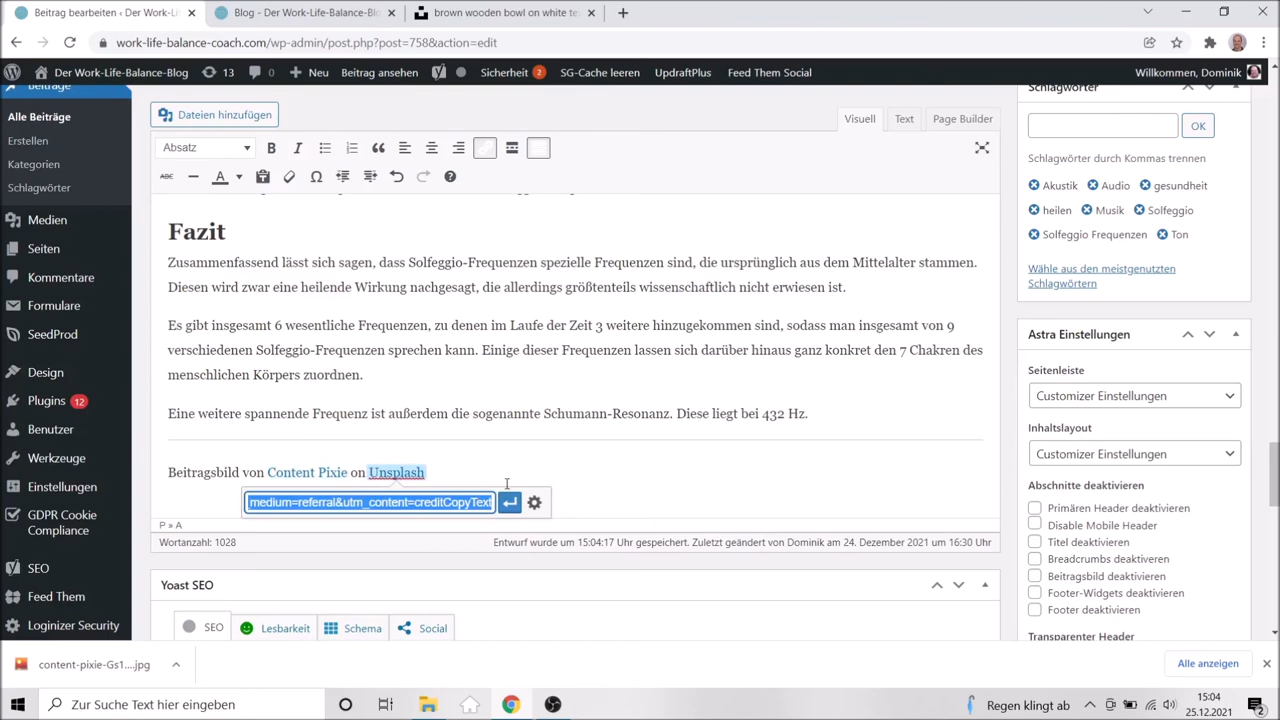 Beitrag bearbeiten ‹ Der Work-Li
Blog - Der Work-Life-Balance-Blo
brown wooden bowl on white te
work-life-balance-coach.com/wp-admin/post.php?post=758&action=edit
Der Work-Life-Balance-Blog
13
0
Neu
Beitrag ansehen
Sicherheit 2
SG-Cache leeren
UpdraftPlus
Feed Them Social
Willkommen, Dominik
Beiträge
Alle Beiträge
Erstellen
Kategorien
Schlagwörter
Medien
Seiten
Kommentare
Formulare
SeedProd
Design
Plugins 12
Benutzer
Werkzeuge
Einstellungen
GDPR Cookie
Consent
SEO
Feed Them
Loginizer Security
Dateien hinzufügen
Visuell
Text
Page Builder
Absatz
Fazit
Zusammenfassend lässt sich sagen, dass Solfeggio-Frequenzen spezielle Frequenzen sind, die ursprünglich aus dem Mittelalter stammen.
Diesen wird zwar eine heilende Wirkung nachgesagt, die allerdings größtenteils wissenschaftlich nicht erwiesen ist.
Es gibt insgesamt 6 wesentliche Frequenzen, zu denen im Laufe der Zeit 3 weitere hinzugekommen sind, sodass man insgesamt von 9
verschiedenen Solfeggio-Frequenzen sprechen kann. Einige dieser Frequenzen lassen sich darüber hinaus ganz konkret den 7 Chakren des
menschlichen Körpers zuordnen.
Eine weitere spannende Frequenz ist außerdem die sogenannte Schumann-Resonanz. Diese liegt bei 432 Hz.
Beitragsbild von Content Pixie on Unsplash
medium=referral&utm_content=creditCopyText
P » A
Wortanzahl: 1028
Entwurf wurde um 15:04:17 Uhr gespeichert. Zuletzt geändert von Dominik am 24. Dezember 2021 um 16:30 Uhr
Yoast SEO
SEO
Lesbarkeit
Schema
Social
Schlagwörter
OK
Schlagwörter durch Kommas trennen
Akustik
Audio
gesundheit
heilen
Musik
Solfeggio
Solfeggio Frequenzen
Ton
Wähle aus den meistgenutzten
Schlagwörtern
Astra Einstellungen
Seitenleiste
Customizer Einstellungen
Inhaltslayout
Customizer Einstellungen
Abschnitte deaktivieren
Primären Header deaktivieren
Disable Mobile Header
Titel deaktivieren
Breadcrumbs deaktivieren
Beitragsbild deaktivieren
Footer-Widgets deaktivieren
Footer deaktivieren
Transparenter Header
content-pixie-Gs1....jpg
Alle anzeigen
Zur Suche Text hier eingeben
Regen klingt ab
15:04
25.12.2021
2